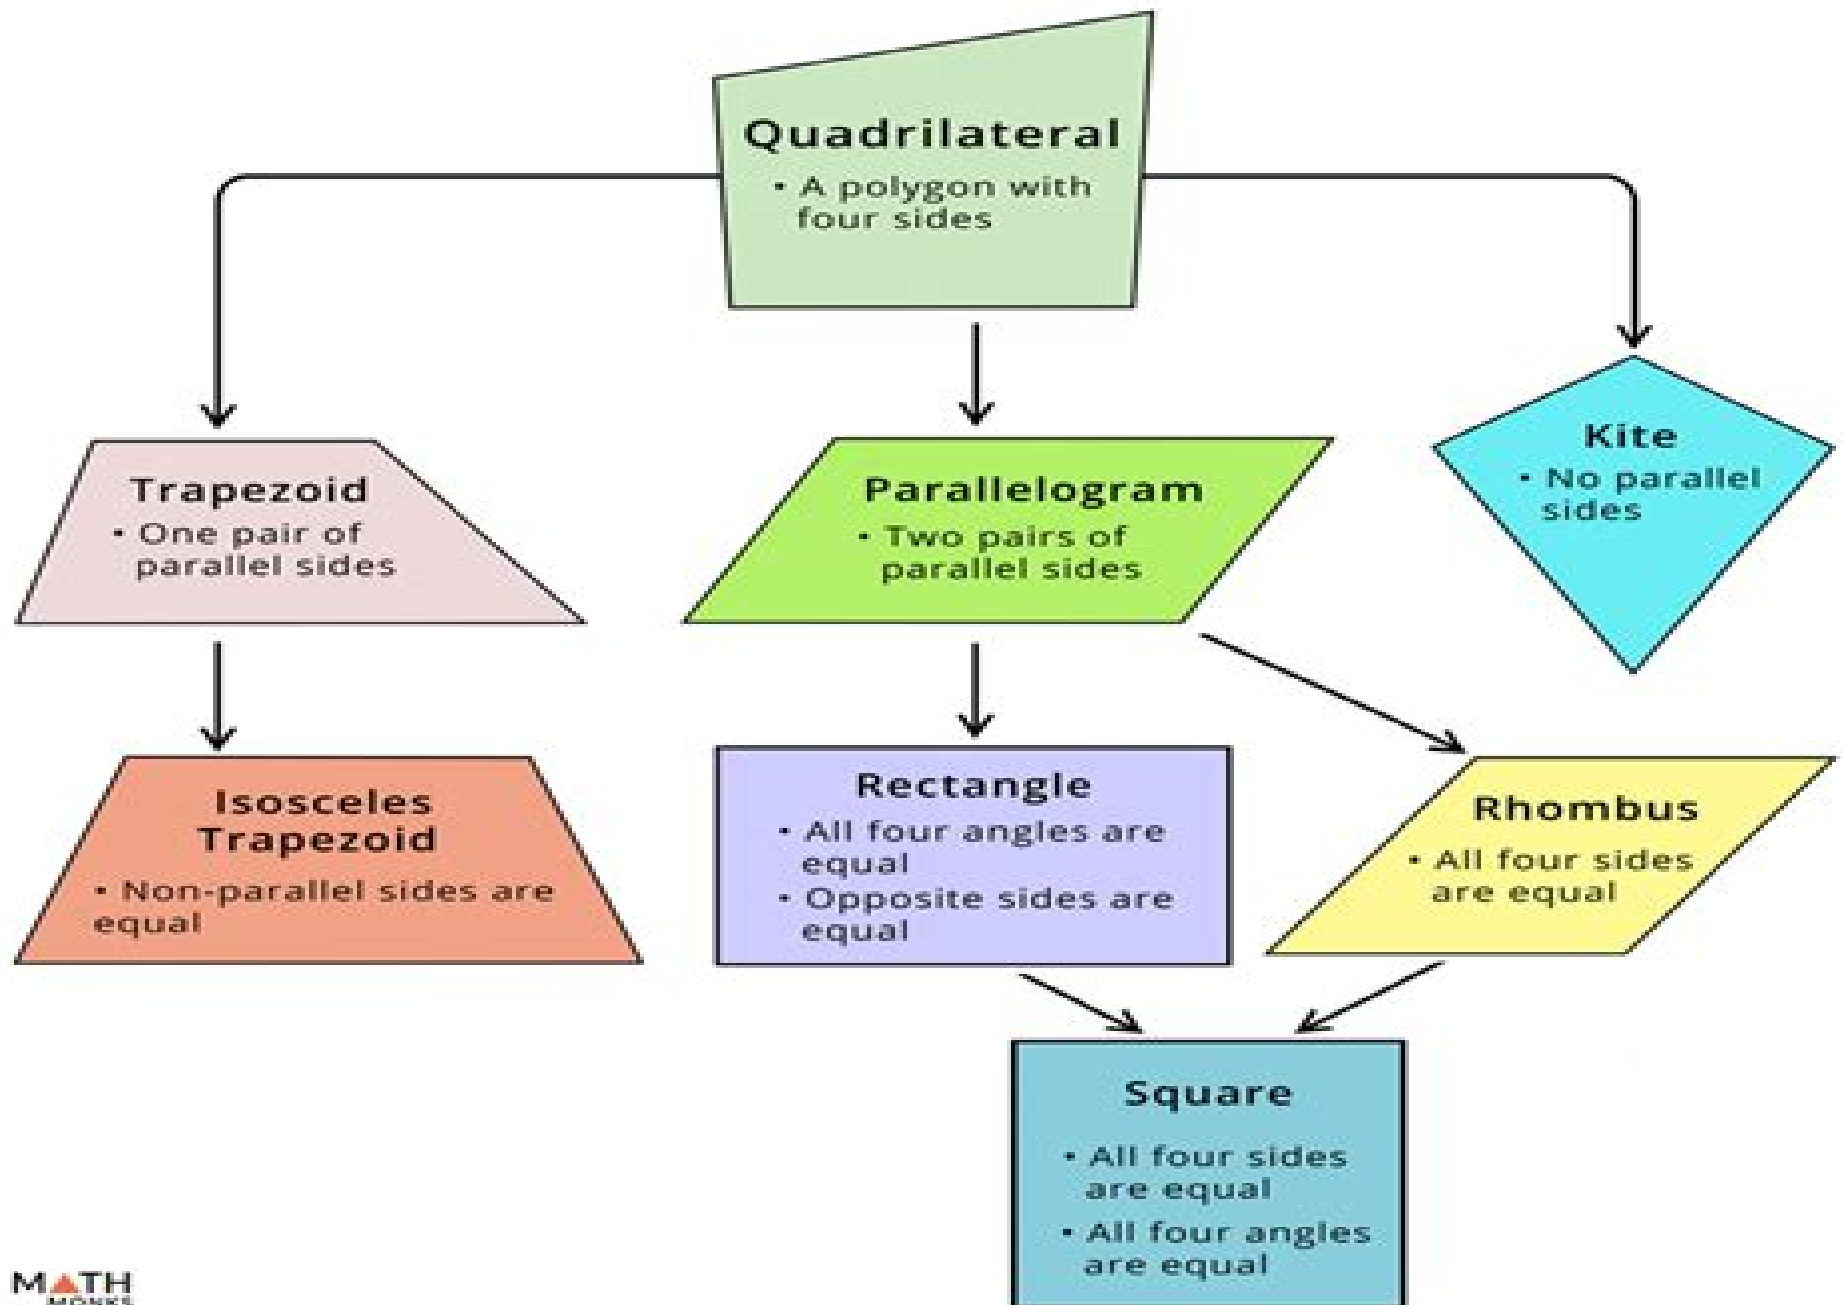 Quadrilateral
• A polygon with
four sides
Trapezoid
• One pair of
parallel sides
Parallelogram
• Two pairs of
parallel sides
Kite
• No parallel
sides
Isosceles
Trapezoid
• Non-parallel sides are
equal
Rectangle
• All four angles are
equal
• Opposite sides are
equal
Rhombus
• All four sides
are equal
Square
• All four sides
are equal
• All four angles
are equal
MATH
MONKS